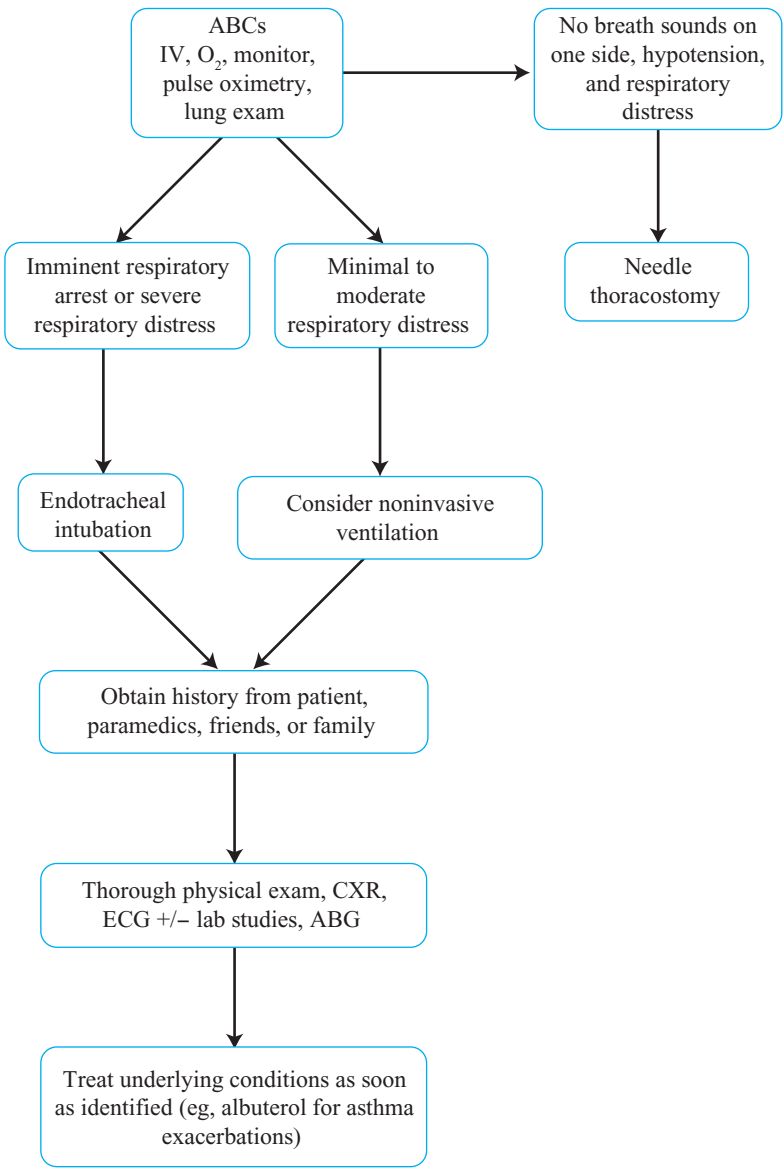 ABCs
IV, O₂, monitor,
pulse oximetry,
lung exam
No breath sounds on
one side, hypotension,
and respiratory
distress
Imminent respiratory
arrest or severe
respiratory distress
Minimal to
moderate
respiratory distress
Needle
thoracostomy
Endotracheal
intubation
Consider noninvasive
ventilation
Obtain history from patient,
paramedics, friends, or family
Thorough physical exam, CXR,
ECG +/− lab studies, ABG
Treat underlying conditions as soon
as identified (eg, albuterol for asthma
exacerbations)